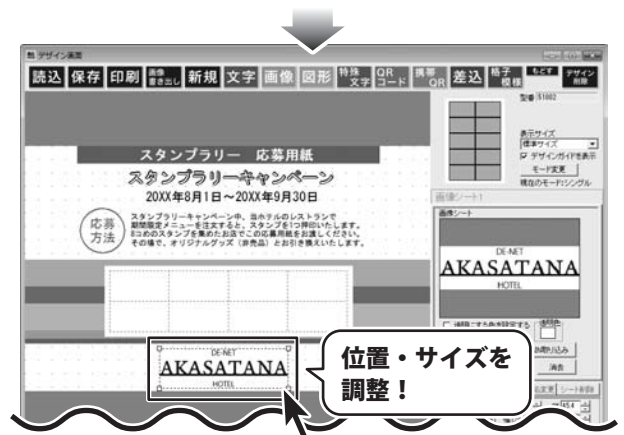 デザイン画面
読込 保存 印刷 画像書き出し 新規 文字 画像 図形 特殊文字 QRコード 携帯QR 差込 格子模様 もどす デザイン削除
型番 51002
表示サイズ
標準サイズ
デザインガイドを表示
モード変更
現在のモード:シングル
スタンプラリー 応募用紙
スタンプラリーキャンペーン
20XX年8月1日～20XX年9月30日
応募方法
スタンプラリーキャンペーン中、当ホテルのレストランで
期間限定メニューを注文すると、スタンプを1つ押印いたします。
8こめのスタンプを集めたお店でこの応募用紙をお渡しください。
その場で、オリジナルグッズ（非売品）とお引き換えいたします。
画像シート1
画像シート
DE-NET
AKASATANA
HOTEL
消去
シート削除
DE-NET
AKASATANA
HOTEL
位置・サイズを
調整！